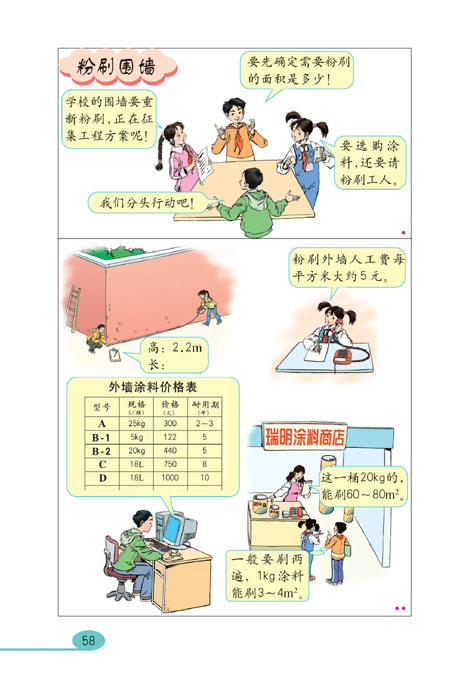 粉刷围墙
要先确定需要粉刷
的面积是多少!
学校的围墙要重
新粉刷,正在征
集工程方案呢!
要选购涂
料,还要请
粉刷工人。
我们分头行动吧!
粉刷外墙人工费每
平方米大约5元。
高: 2.2m
长:
外墙涂料价格表
型号 规格 (/桶) 价格 (元) 耐用期 (年)
A 25kg 300 2~3
B-1 5kg 122 5
B-2 20kg 440 5
C 18L 750 8
D 18L 1000 10
瑞明涂料商店
这一桶20kg的,
能刷60~80m²。
一般要刷两
遍, 1kg涂料
能刷3~4m²。
58